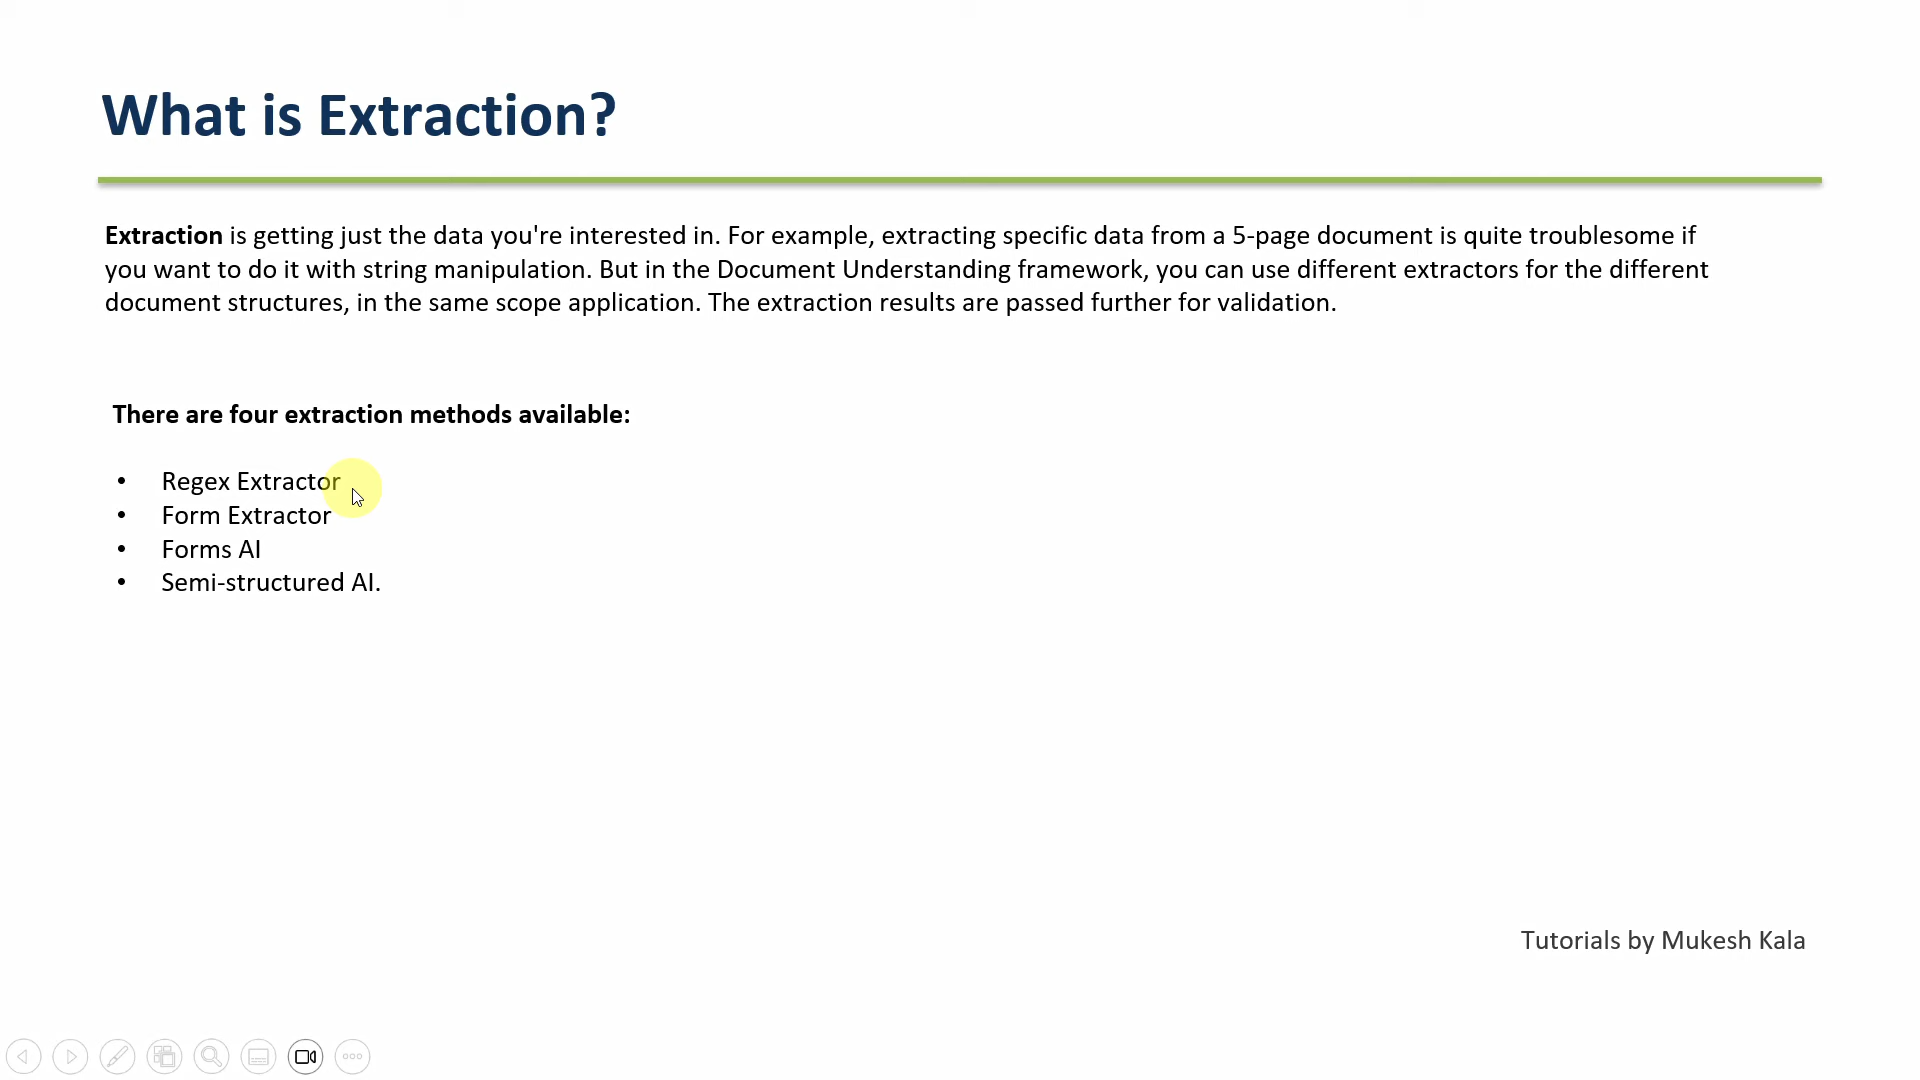 What is Extraction?
Extraction is getting just the data you're interested in. For example, extracting specific data from a 5-page document is quite troublesome if
you want to do it with string manipulation. But in the Document Understanding framework, you can use different extractors for the different
document structures, in the same scope application. The extraction results are passed further for validation.
There are four extraction methods available:
• Regex Extractor
• Form Extractor
• Forms AI
• Semi-structured AI.
Tutorials by Mukesh Kala